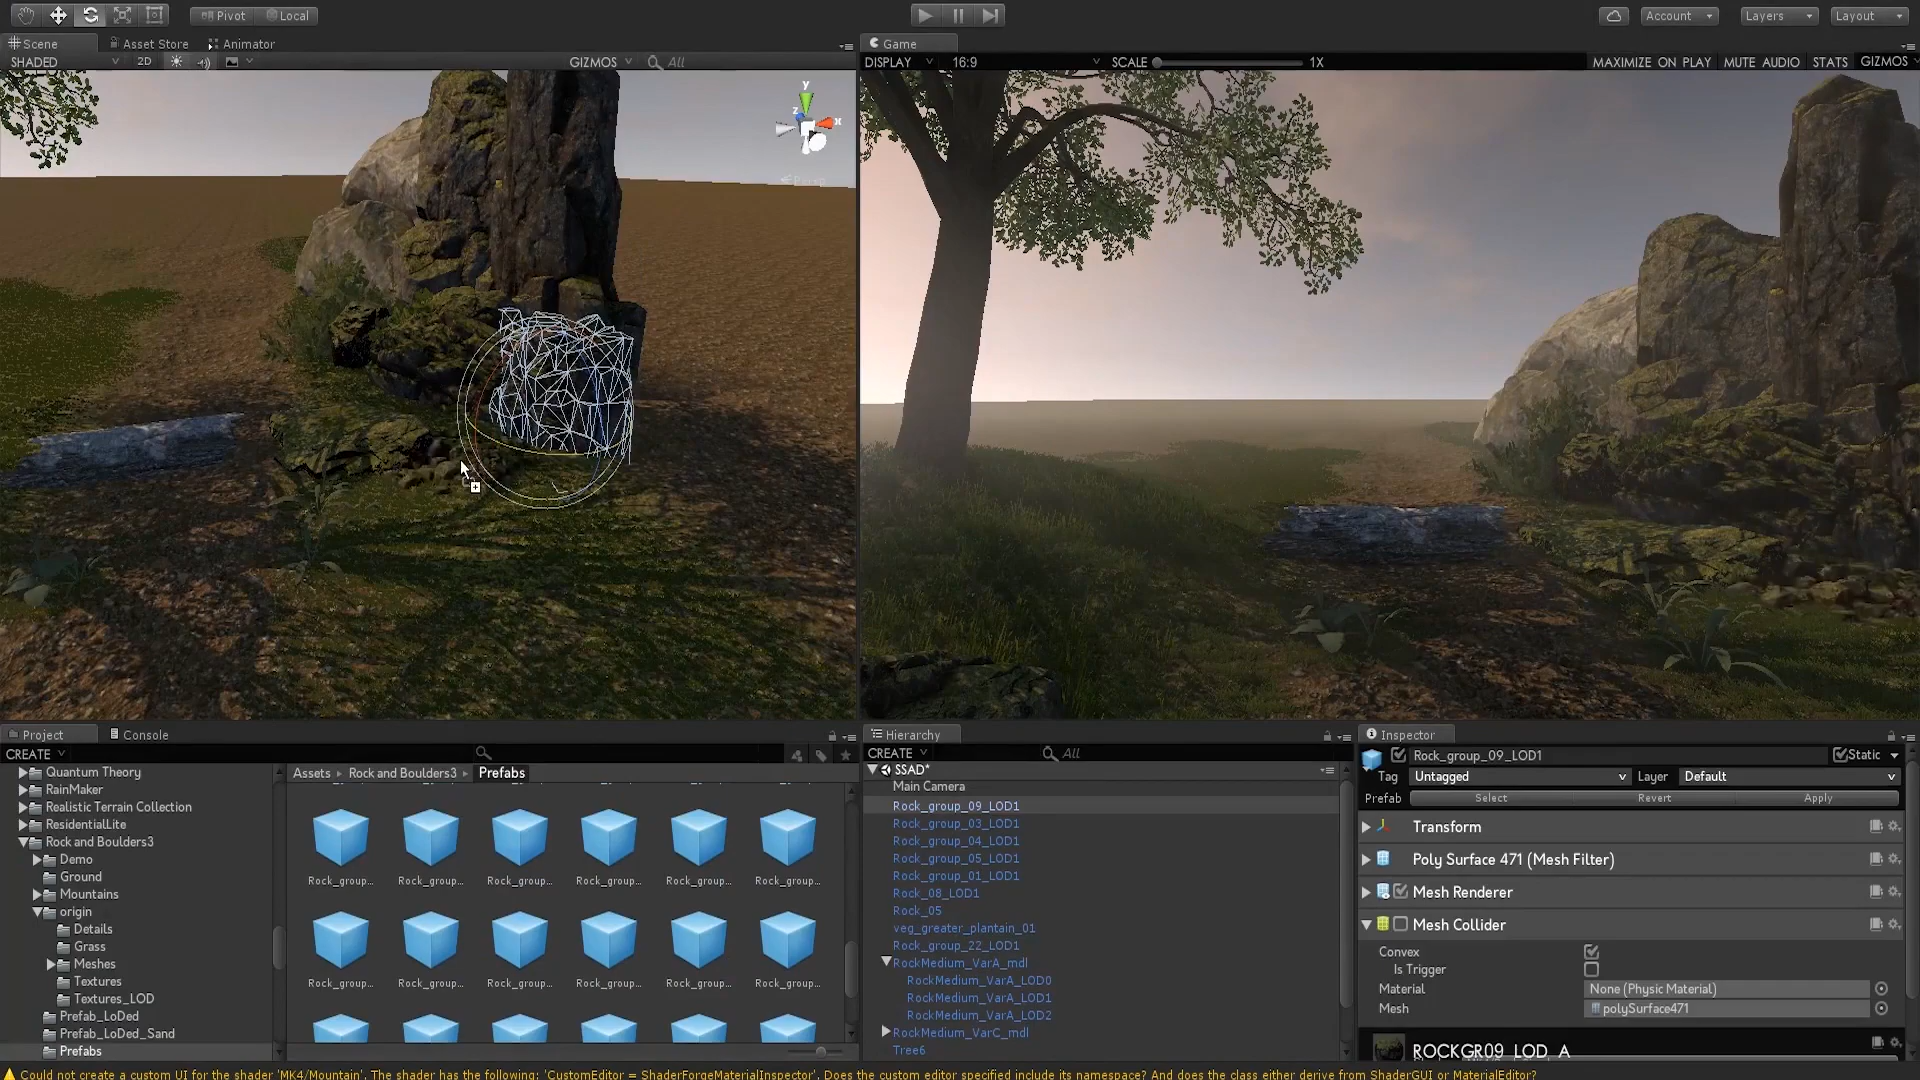 Pivot
Local
Account
Layers
Layout
Scene
Asset Store
Animator
Game
SHADED
2D
GIZMOS
All
DISPLAY
16:9
SCALE
1X
MAXIMIZE ON PLAY
MUTE AUDIO
STATS
GIZMOS
y
z
x
Persp
Project
Console
CREATE
Quantum Theory
RainMaker
Realistic Terrain Collection
ResidentialLite
Rock and Boulders3
Demo
Ground
Mountains
origin
Details
Grass
Meshes
Textures
Textures_LOD
Prefab_LoDed
Prefab_LoDed_Sand
Prefabs
Assets
Rock and Boulders3
Prefabs
Rock_group...
Rock_group...
Rock_group...
Rock_group...
Rock_group...
Rock_group...
Rock_group...
Rock_group...
Rock_group...
Rock_group...
Rock_group...
Rock_group...
Hierarchy
CREATE
All
SSAD*
Main Camera
Rock_group_09_LOD1
Rock_group_03_LOD1
Rock_group_04_LOD1
Rock_group_05_LOD1
Rock_group_01_LOD1
Rock_08_LOD1
Rock_05
veg_greater_plantain_01
Rock_group_22_LOD1
RockMedium_VarA_mdl
RockMedium_VarA_LOD0
RockMedium_VarA_LOD1
RockMedium_VarA_LOD2
RockMedium_VarC_mdl
Tree6
Inspector
Rock_group_09_LOD1
Static
Tag
Untagged
Layer
Default
Prefab
Select
Revert
Apply
Transform
Poly Surface 471 (Mesh Filter)
Mesh Renderer
Mesh Collider
Convex
Is Trigger
Material
None (Physic Material)
Mesh
polySurface471
ROCKGR09_LOD_A
Could not create a custom UI for the shader 'MK4/Mountain'. The shader has the following: 'CustomEditor = ShaderForgeMaterialInspector'. Does the custom editor specified include its namespace? And does the class either derive from ShaderGUI or MaterialEditor?